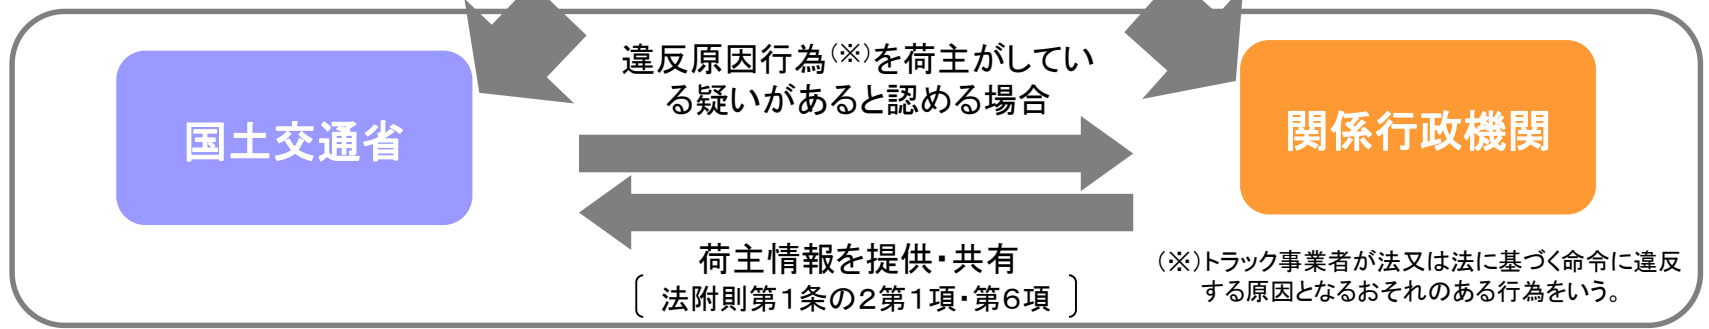 違反原因行為(※)を荷主がしてい
る疑いがあると認める場合
国土交通省
関係行政機関
荷主情報を提供・共有
法附則第1条の2第1項・第6項
(※)トラック事業者が法又は法に基づく命令に違反
する原因となるおそれのある行為をいう。